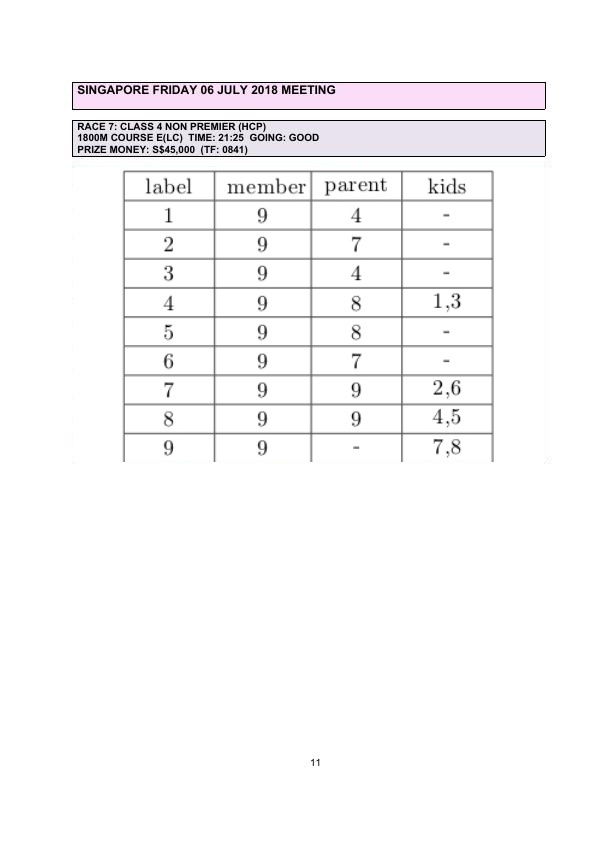 SINGAPORE FRIDAY 06 JULY 2018 MEETING
RACE 7: CLASS 4 NON PREMIER (HCP)
1800M COURSE E(LC) TIME: 21:25 GOING: GOOD
PRIZE MONEY: S$45,000 (TF: 0841)
label member parent kids
1 9 4 -
2 9 7 -
3 9 4 -
4 9 8 1,3
5 9 8 -
6 9 7 -
7 9 9 2,6
8 9 9 4,5
9 9 - 7,8
11